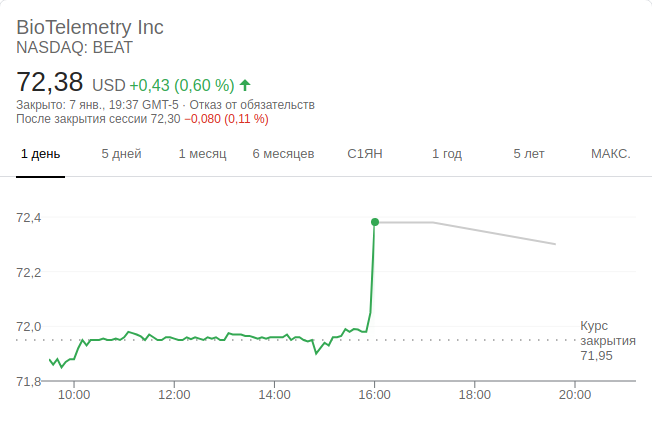 BioTelemetry Inc
NASDAQ: BEAT
72,38 USD +0,43 (0,60 %)
Закрыто: 7 янв., 19:37 GMT-5 · Отказ от обязательств
После закрытия сессии 72,30 −0,080 (0,11 %)
1 день 5 дней 1 месяц 6 месяцев С1ЯН 1 год 5 лет МАКС.
72,4
72,2
72,0
Курс
закрытия
71,95
71,8
10:00 12:00 14:00 16:00 18:00 20:00